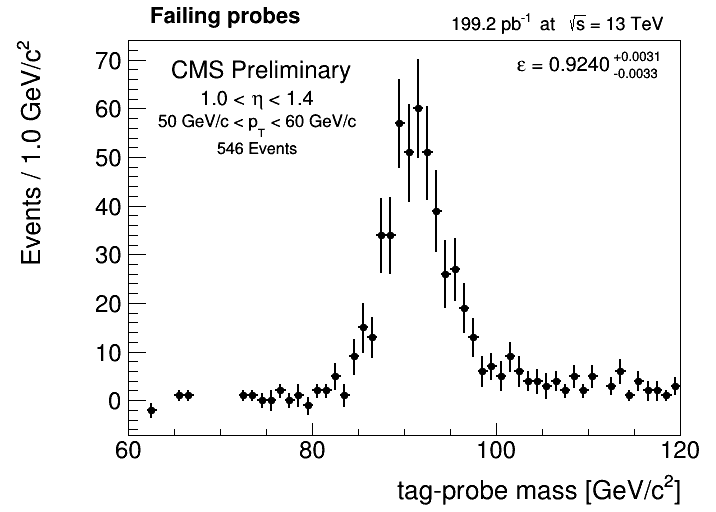 Failing probes
199.2 pb-1 at √s = 13 TeV
CMS Preliminary
ε = 0.9240 +0.0031 -0.0033
1.0 < η < 1.4
50 GeV/c < pT < 60 GeV/c
546 Events
Events / 1.0 GeV/c2
70
60
50
40
30
20
10
0
60 80 100 120
tag-probe mass [GeV/c2]